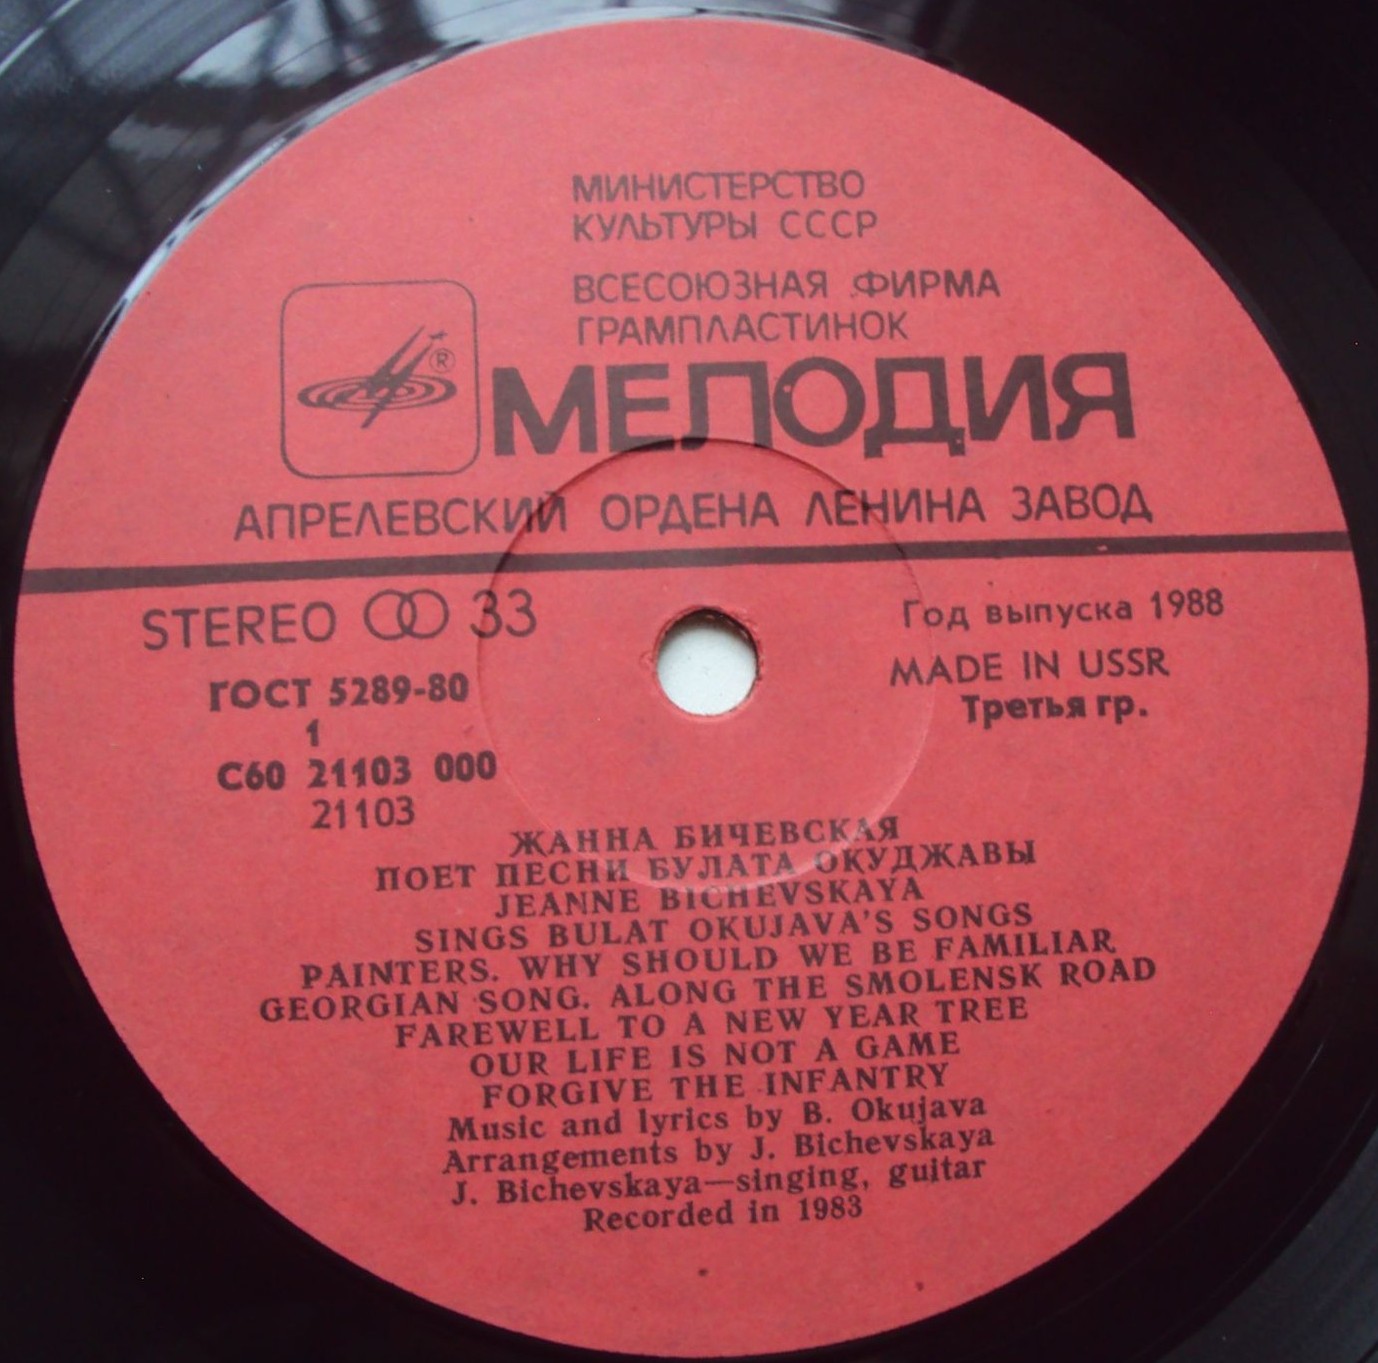 МИНИСТЕРСТВО
КУЛЬТУРЫ СССР
ВСЕСОЮЗНАЯ ФИРМА
ГРАМПЛАСТИНОК
®
МЕЛОДИЯ
АПРЕЛЕВСКИЙ ОРДЕНА ЛЕНИНА ЗАВОД
STEREO 33
Год выпуска 1988
ГОСТ 5289-80
MADE IN USSR
1
Третья гр.
С60 21103 000
21103
ЖАННА БИЧЕВСКАЯ
ПОЕТ ПЕСНИ БУЛАТА ОКУДЖАВЫ
JEANNE BICHEVSKAYA
SINGS BULAT OKUJAVA'S SONGS
PAINTERS. WHY SHOULD WE BE FAMILIAR
GEORGIAN SONG. ALONG THE SMOLENSK ROAD
FAREWELL TO A NEW YEAR TREE
OUR LIFE IS NOT A GAME
FORGIVE THE INFANTRY
Music and lyrics by B. Okujava
Arrangements by J. Bichevskaya
J. Bichevskaya—singing, guitar
Recorded in 1983